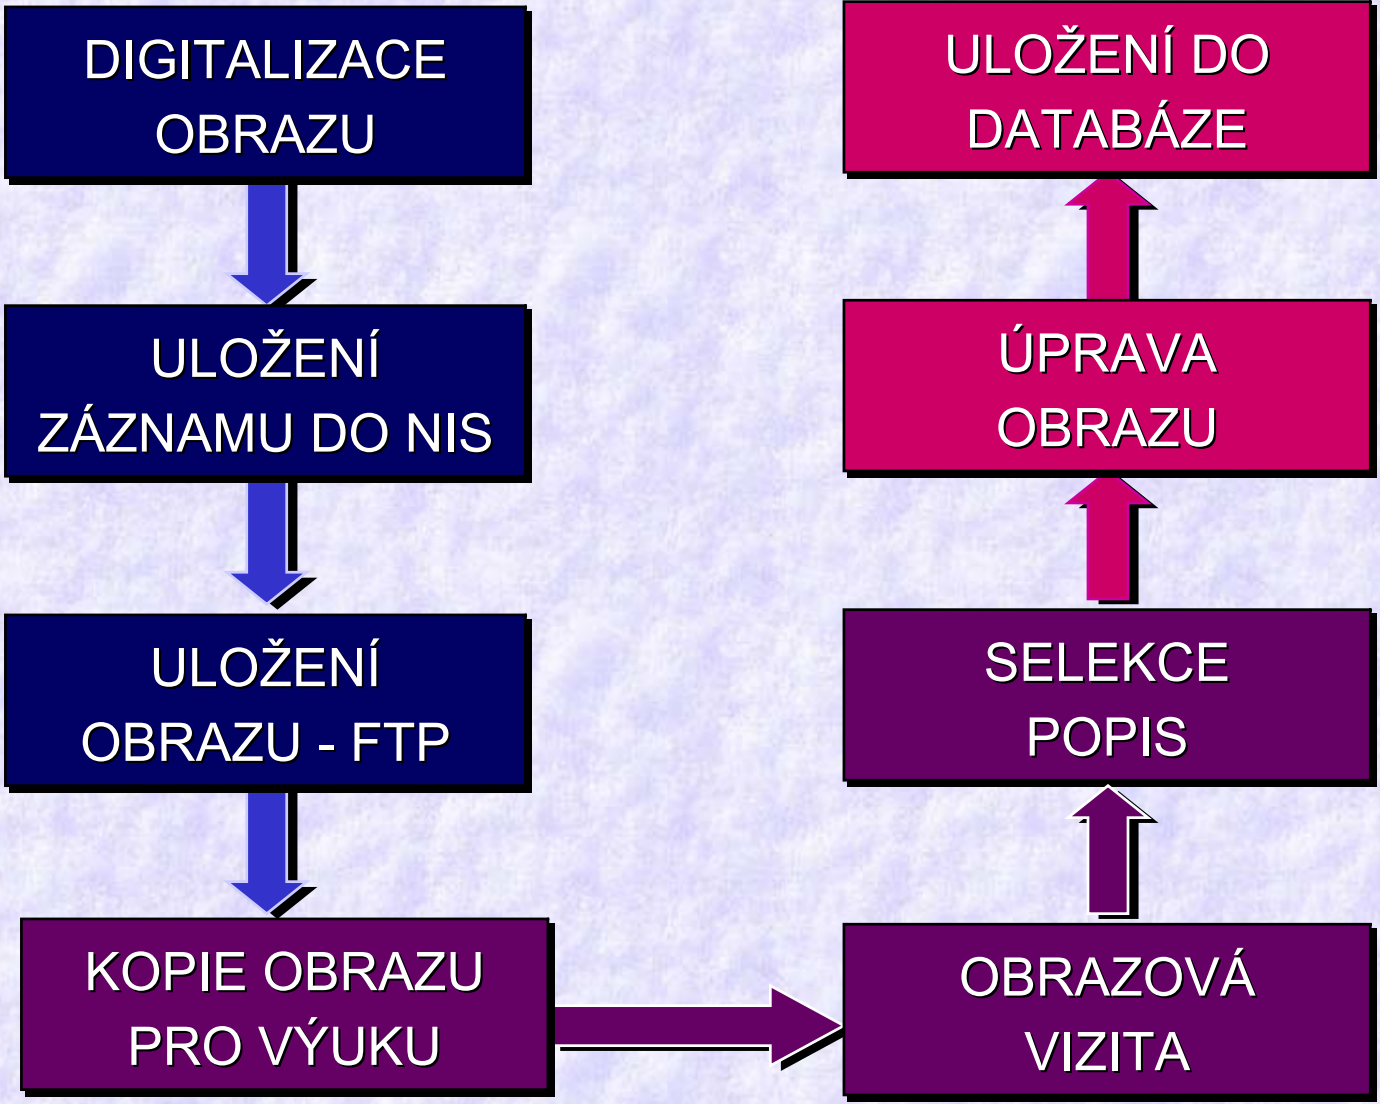 DIGITALIZACE
OBRAZU
ULOŽENÍ
ZÁZNAMU DO NIS
ULOŽENÍ
OBRAZU - FTP
KOPIE OBRAZU
PRO VÝUKU
OBRAZOVÁ
VIZITA
SELEKCE
POPIS
ÚPRAVA
OBRAZU
ULOŽENÍ DO
DATABÁZE